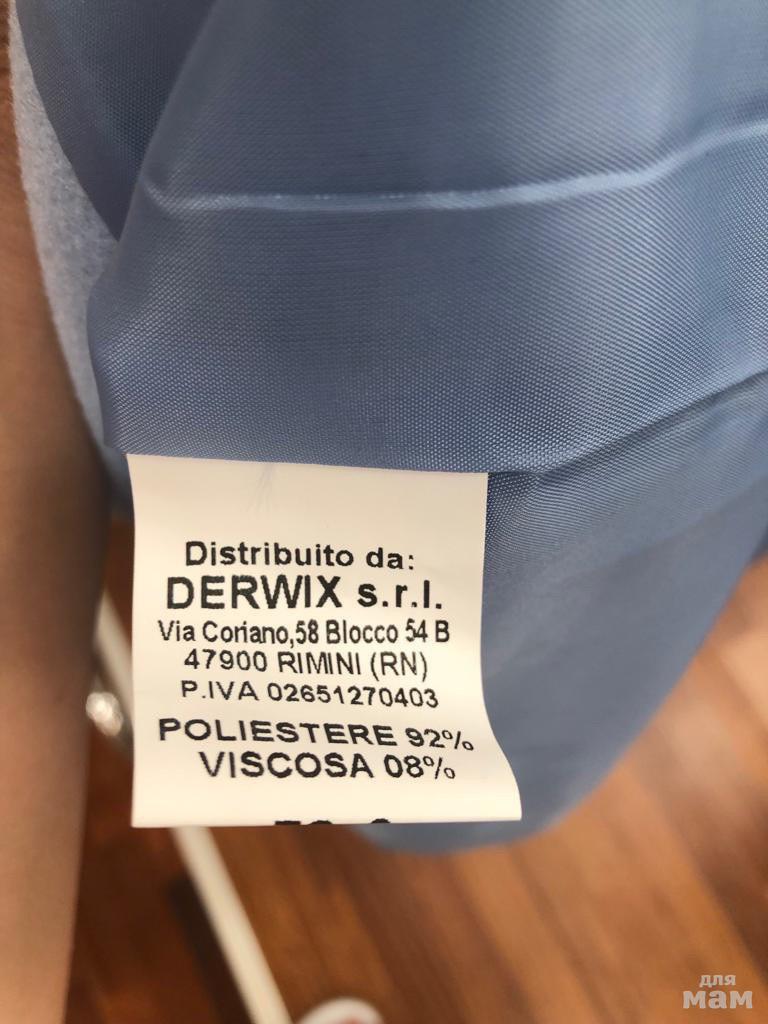 Distribuito da:
DERWIX s.r.l.
Via Coriano,58 Blocco 54 B
47900 RIMINI (RN)
P.IVA 02651270403
POLIESTERE 92%
VISCOSA 08%
для
мам